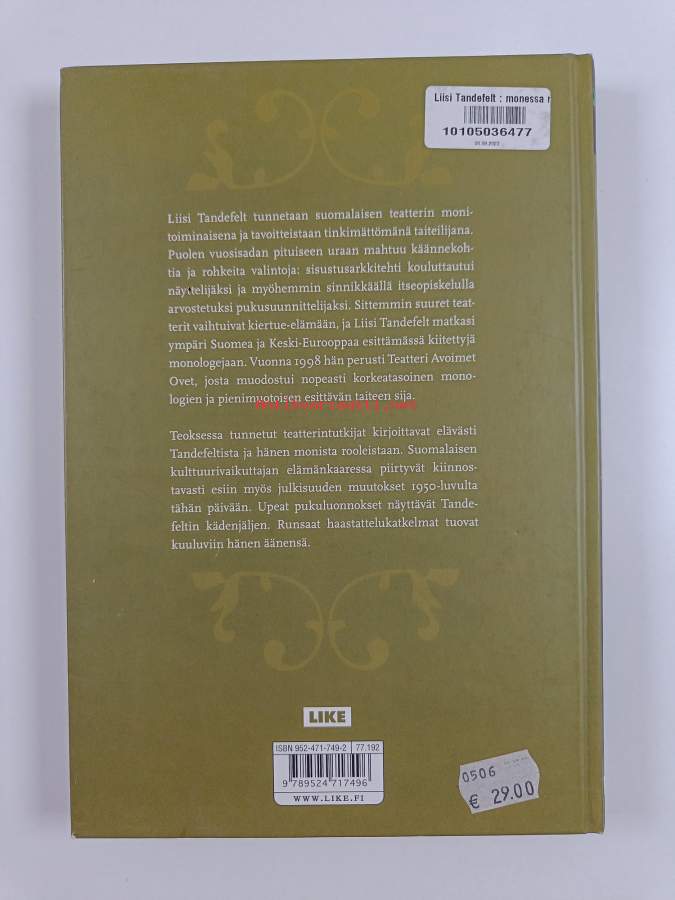 Liisi Tandefelt : monessa r
10105036477
Liisi Tandefelt tunnetaan suomalaisen teatterin moni-
toiminaisena ja tavoitteistaan tinkimättömänä taiteilijana.
Puolen vuosisadan pituiseen uraan mahtuu käännekoh-
tia ja rohkeita valintoja: sisustusarkkitehti kouluttautui
näyttelijäksi ja myöhemmin sinnikkäällä itseopiskelulla
arvostetuksi pukusuunnittelijaksi. Sittemmin suuret teat-
terit vaihtuivat kiertue-elämään, ja Liisi Tandefelt matkasi
ympäri Suomea ja Keski-Eurooppaa esittämässä kiitettyjä
monologejaan. Vuonna 1998 hän perusti Teatteri Avoimet
Ovet, josta muodostui nopeasti korkeatasoinen mono-
logien ja pienimuotoisen esittävän taiteen sija.
Teoksessa tunnetut teatterintutkijat kirjoittavat elävästi
Tandefeltista ja hänen monista rooleistaan. Suomalaisen
kulttuurivaikuttajan elämänkaaressa piirtyvät kiinnos-
tavasti esiin myös julkisuuden muutokset 1950-luvulta
tähän päivään. Upeat pukuluonnokset näyttävät Tande-
feltin kädenjäljen. Runsaat haastattelukatkelmat tuovat
kuuluviin hänen äänensä.
LIKE
ISBN 952-471-749-2 77.192
9 789524 717496
WWW.LIKE.FI
0506
€ 29.00